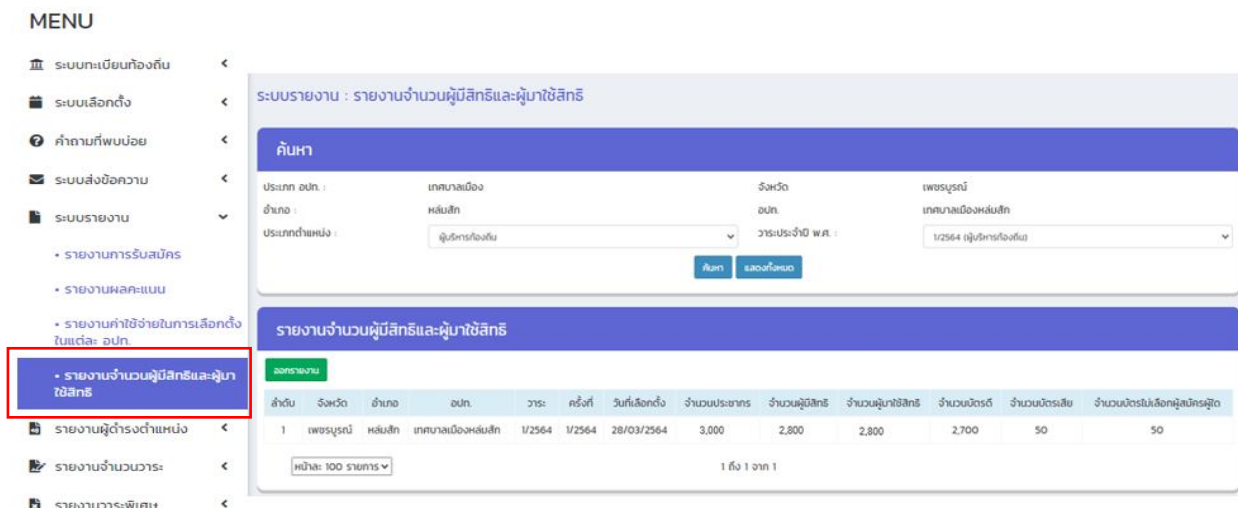 MENU
ระบบทะเบียนท้องถิ่น
ระบบเลือกตั้ง
คำถามที่พบบ่อย
ระบบส่งข้อความ
ระบบรายงาน
• รายงานการรับสมัคร
• รายงานผลคะแนน
• รายงานค่าใช้จ่ายในการเลือกตั้ง
ในแต่ละ อปท.
• รายงานจำนวนผู้มีสิทธิและผู้มา
ใช้สิทธิ
รายงานผู้ดำรงตำแหน่ง
รายงานจำนวนวาระ
รายงานวาระพิเศษ
ระบบรายงาน : รายงานจำนวนผู้มีสิทธิและผู้มาใช้สิทธิ
ค้นหา
ประเภท อปท. : เทศบาลเมือง จังหวัด เพชรบูรณ์
อำเภอ : หล่มสัก อปท. เทศบาลเมืองหล่มสัก
ประเภทตำแหน่ง : ผู้บริหารท้องถิ่น วาระประจำปี พ.ศ. : 1/2564 (ผู้บริหารท้องถิ่น)
ค้นหา แสดงทั้งหมด
รายงานจำนวนผู้มีสิทธิและผู้มาใช้สิทธิ
ออกรายงาน
ลำดับ จังหวัด อำเภอ อปท. วาระ ครั้งที่ วันที่เลือกตั้ง จำนวนประชากร จำนวนผู้มีสิทธิ จำนวนผู้มาใช้สิทธิ จำนวนบัตรดี จำนวนบัตรเสีย จำนวนบัตรไม่เลือกผู้สมัครผู้ใด
1 เพชรบูรณ์ หล่มสัก เทศบาลเมืองหล่มสัก 1/2564 1/2564 28/03/2564 3,000 2,800 2,800 2,700 50 50
หน้าละ 100 รายการ 1 ถึง 1 จาก 1